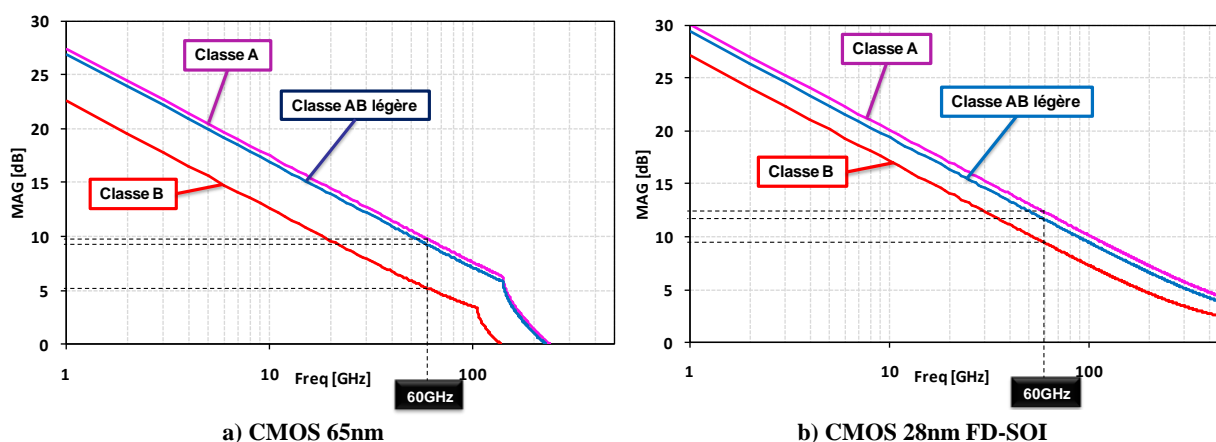 30
25
20
15
10
5
0
MAG [dB]
Classe A
Classe AB légère
Classe B
1
10
100
Freq [GHz]
60GHz
a) CMOS 65nm
30
25
20
15
10
5
0
MAG [dB]
Classe A
Classe AB légère
Classe B
1
10
100
Freq [GHz]
60GHz
b) CMOS 28nm FD-SOI